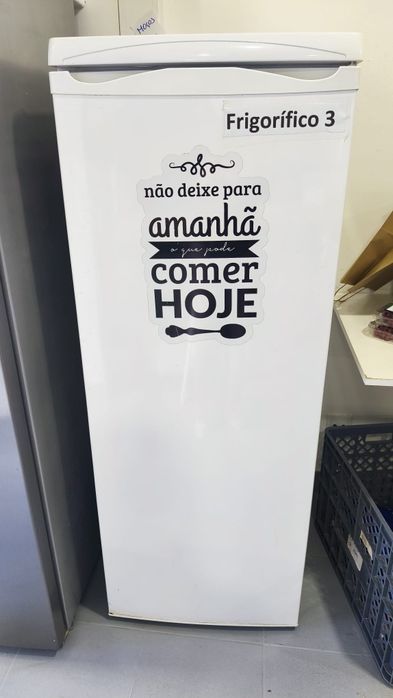 Frigorífico 3
não deixe para
amanhã
o que pode
comer
HOJE